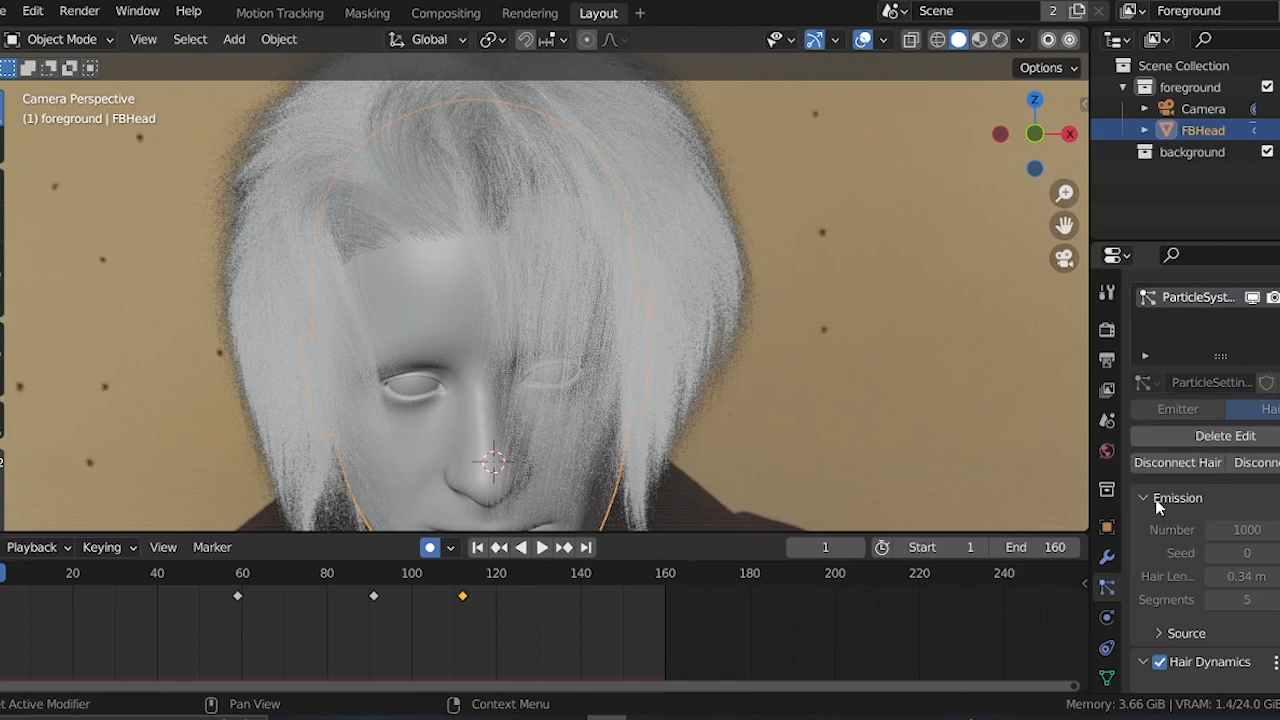 Edit Render Window Help Motion Tracking Masking Compositing Rendering Layout + Scene 2 Foreground
Object Mode View Select Add Object Global
Options
Camera Perspective
(1) foreground | FBHead
Z
X
Scene Collection
foreground
Camera
FBHead
background
ParticleSyst...
ParticleSettin...
Emitter Hai
Delete Edit
Disconnect Hair Disconn
Emission
Number 1000
Seed 0
Hair Len... 0.34 m
Segments 5
Source
Hair Dynamics
Playback Keying View Marker 1 Start 1 End 160
20 40 60 80 100 120 140 160 180 200 220 240
2
et Active Modifier Pan View Context Menu Memory: 3.66 GiB | VRAM: 1.4/24.0 GiB